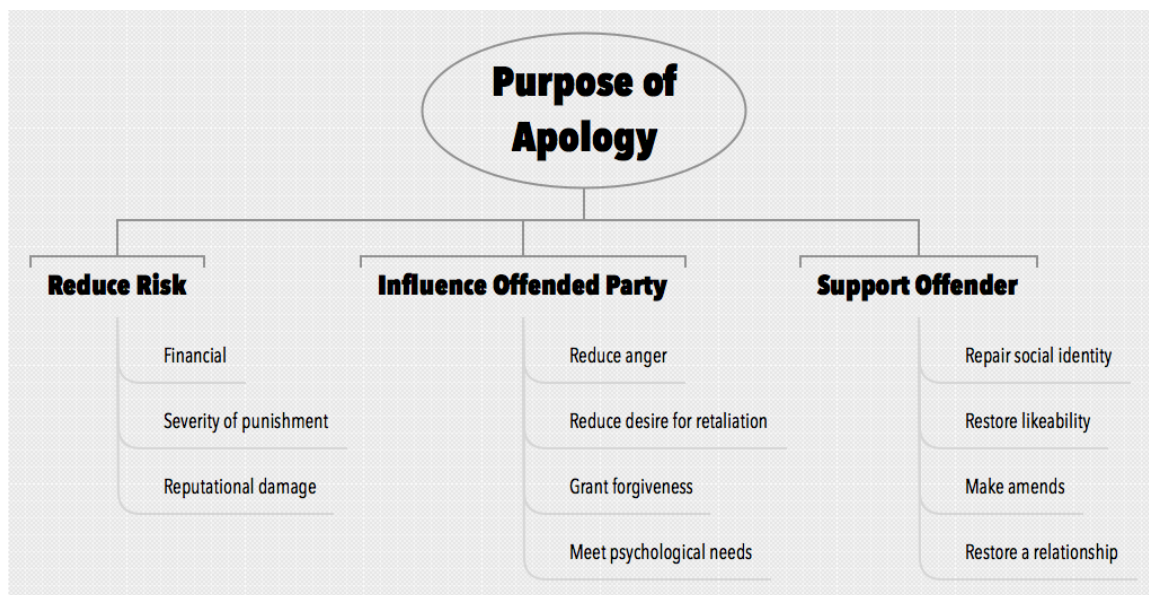 Purpose of
Apology
Reduce Risk
Financial
Severity of punishment
Reputational damage
Influence Offended Party
Reduce anger
Reduce desire for retaliation
Grant forgiveness
Meet psychological needs
Support Offender
Repair social identity
Restore likeability
Make amends
Restore a relationship